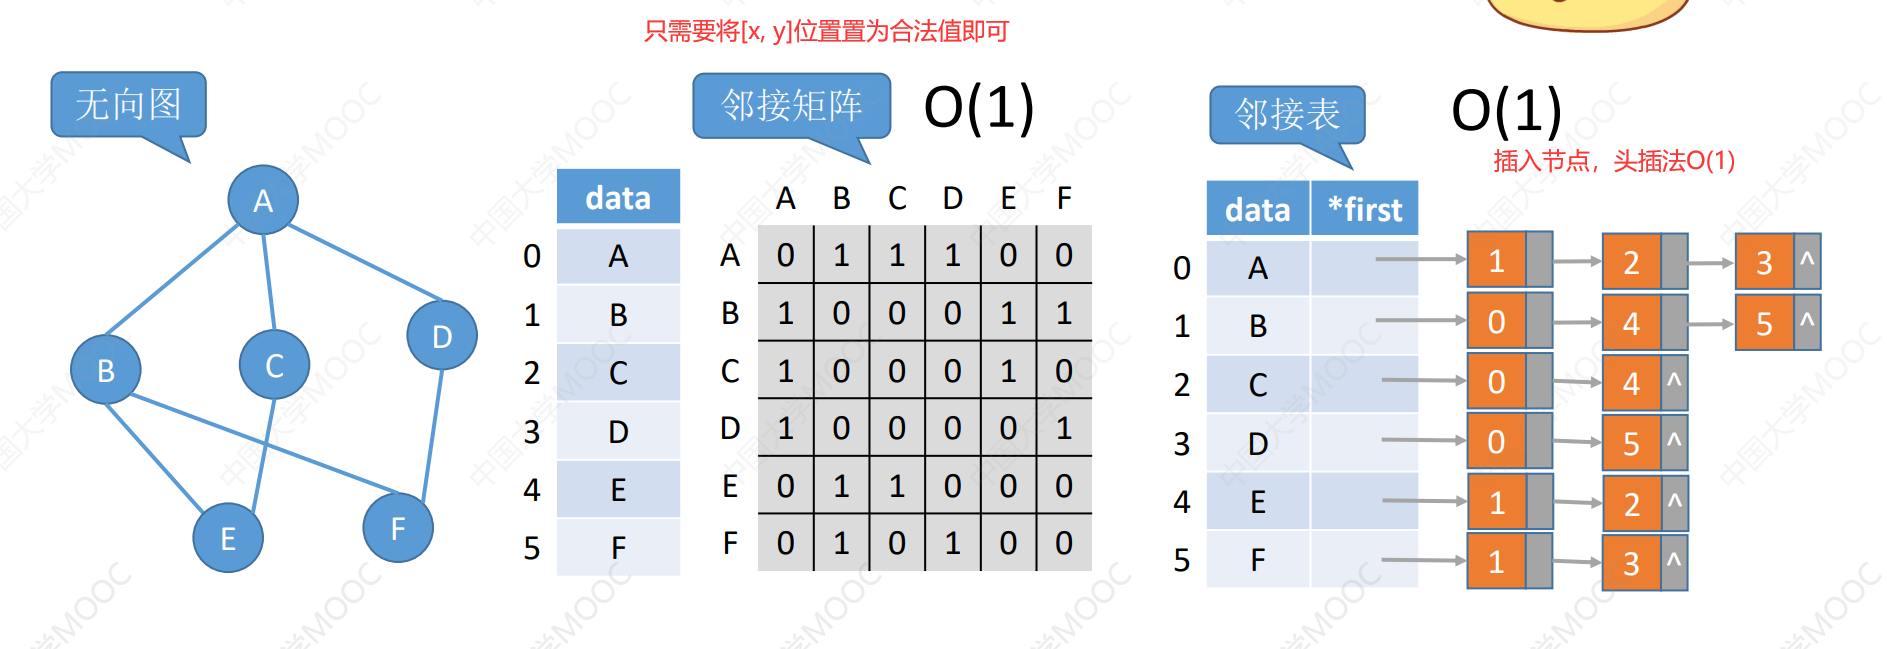 只需要将[x, y]位置置为合法值即可
无向图
A
B
C
D
E
F
邻接矩阵
O(1)
data
0 A
1 B
2 C
3 D
4 E
5 F
A B C D E F
A 0 1 1 1 0 0
B 1 0 0 0 1 1
C 1 0 0 0 1 0
D 1 0 0 0 0 1
E 0 1 1 0 0 0
F 0 1 0 1 0 0
邻接表
O(1)
插入节点，头插法O(1)
data *first
0 A 1 2 3 ^
1 B 0 4 5 ^
2 C 0 4 ^
3 D 0 5 ^
4 E 1 2 ^
5 F 1 3 ^
中国大学MOOC